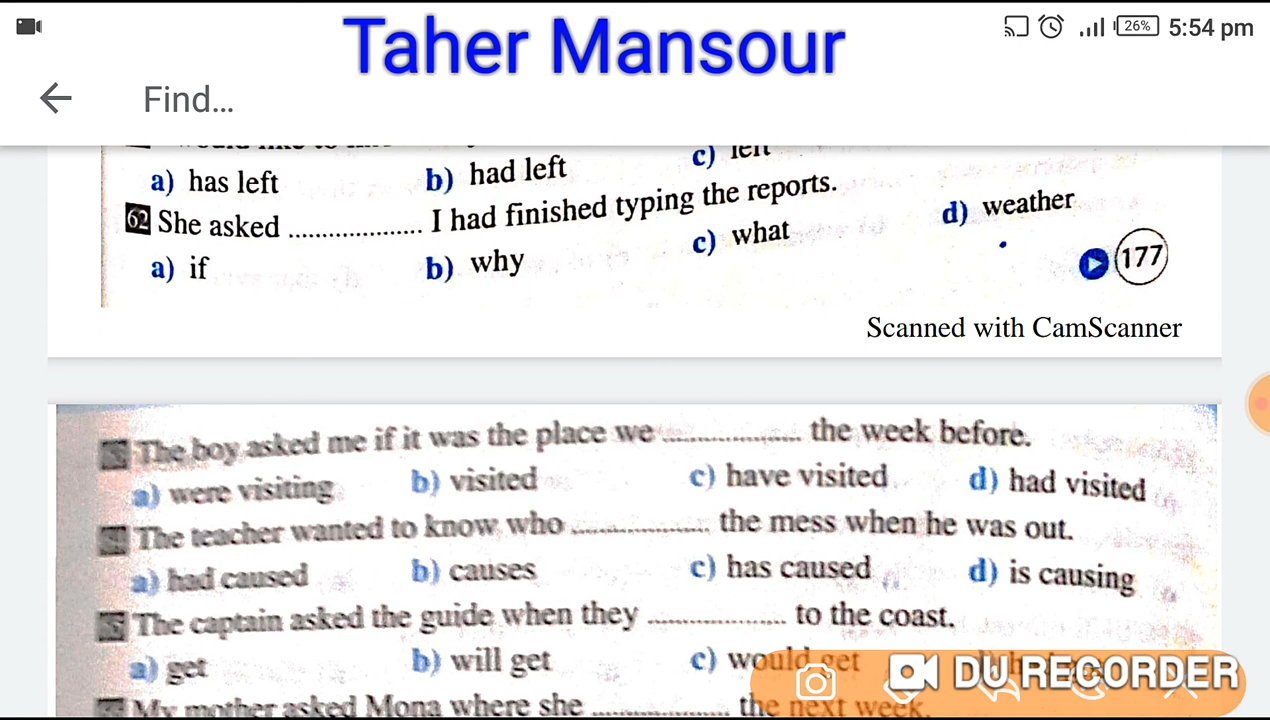 Taher Mansour
26% 5:54 pm
Find...
c) left
a) has left b) had left
62 She asked .................... I had finished typing the reports.
a) if b) why c) what d) weather
177
Scanned with CamScanner
The boy asked me if it was the place we .................... the week before.
a) were visiting b) visited c) have visited d) had visited
The teacher wanted to know who .................... the mess when he was out.
a) had caused b) causes c) has caused d) is causing
The captain asked the guide when they .................... to the coast.
a) get b) will get c) would get
DU RECORDER
My mother asked Mona where she .................... the next week.